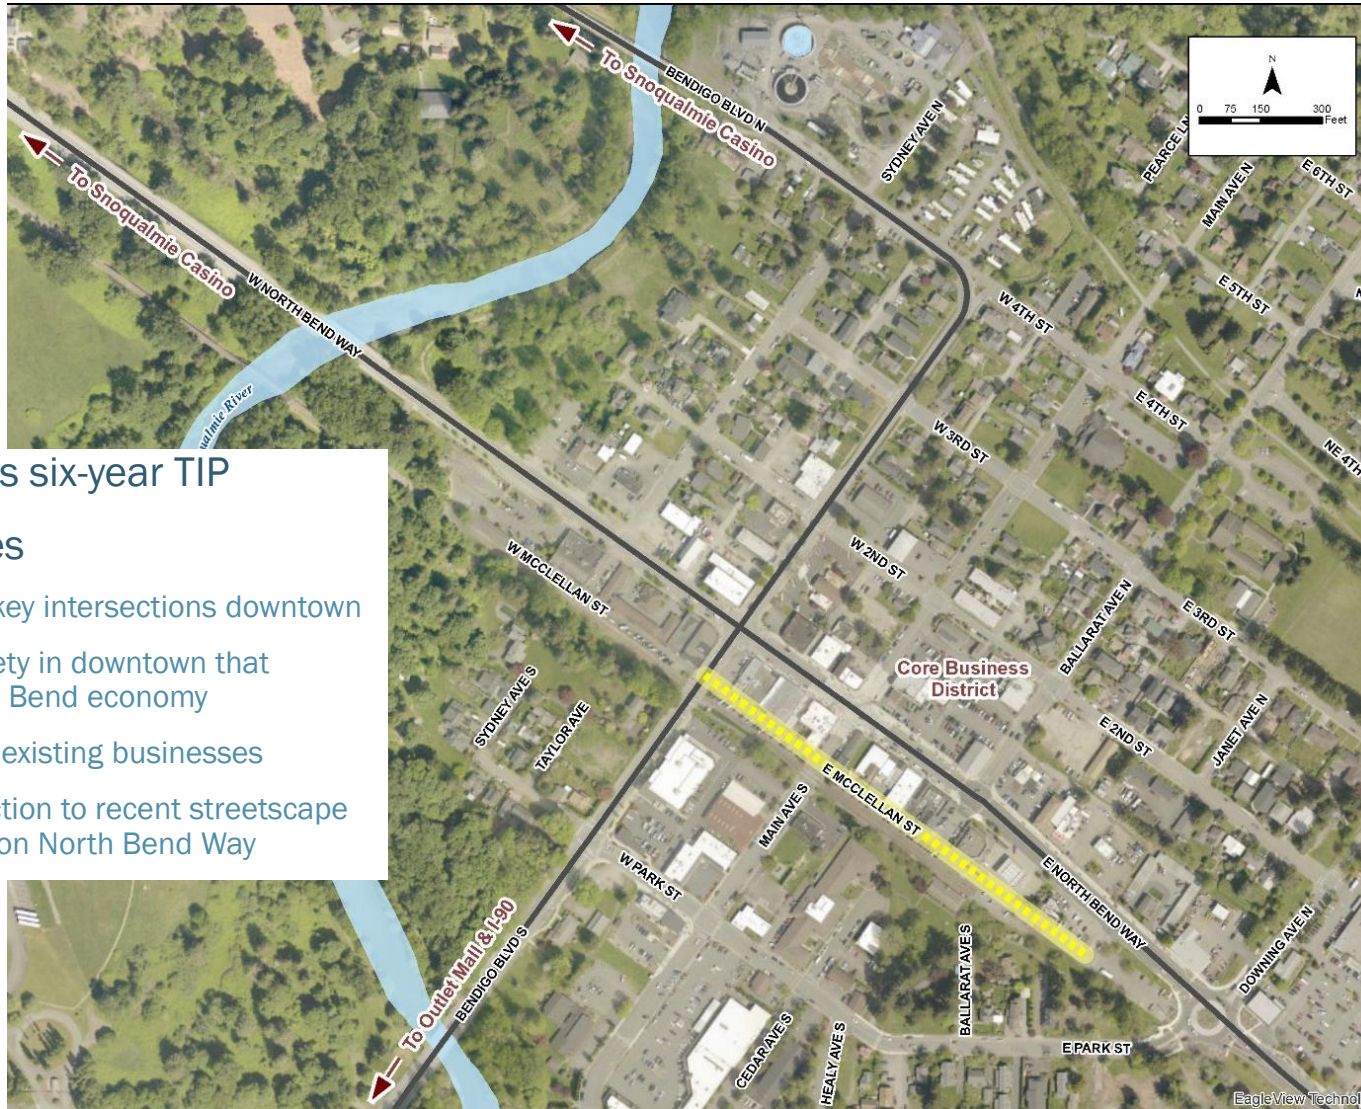 To Snoqualmie Casino
BENDIGO BLVD N
SYDNEY AVE N
N
0 75 150 300
Feet
PEARCE LN
MAIN AVE N
E 6TH ST
To Snoqualmie Casino
W NORTH BEND WAY
W 4TH ST
E 5TH ST
E 4TH ST
NE 4TH
River
W 3RD ST
s six-year TIP
es
key intersections downtown
ety in downtown that
Bend economy
existing businesses
ction to recent streetscape
on North Bend Way
W MCCLELLAN ST
W 2ND ST
BALLARAT AVE N
E 3RD ST
Core Business
District
SYDNEY AVE S
TAYLOR AVE
E 2ND ST
JANET AVE N
E MCCLELLAN ST
MAIN AVE S
W PARK ST
E NORTH BEND WAY
To Outlet Mall & I-90
BENDIGO BLVD S
BALLARAT AVE S
DOWNING AVE N
CEDAR AVE S
HEALY AVE S
E PARK ST
EagleView Technol